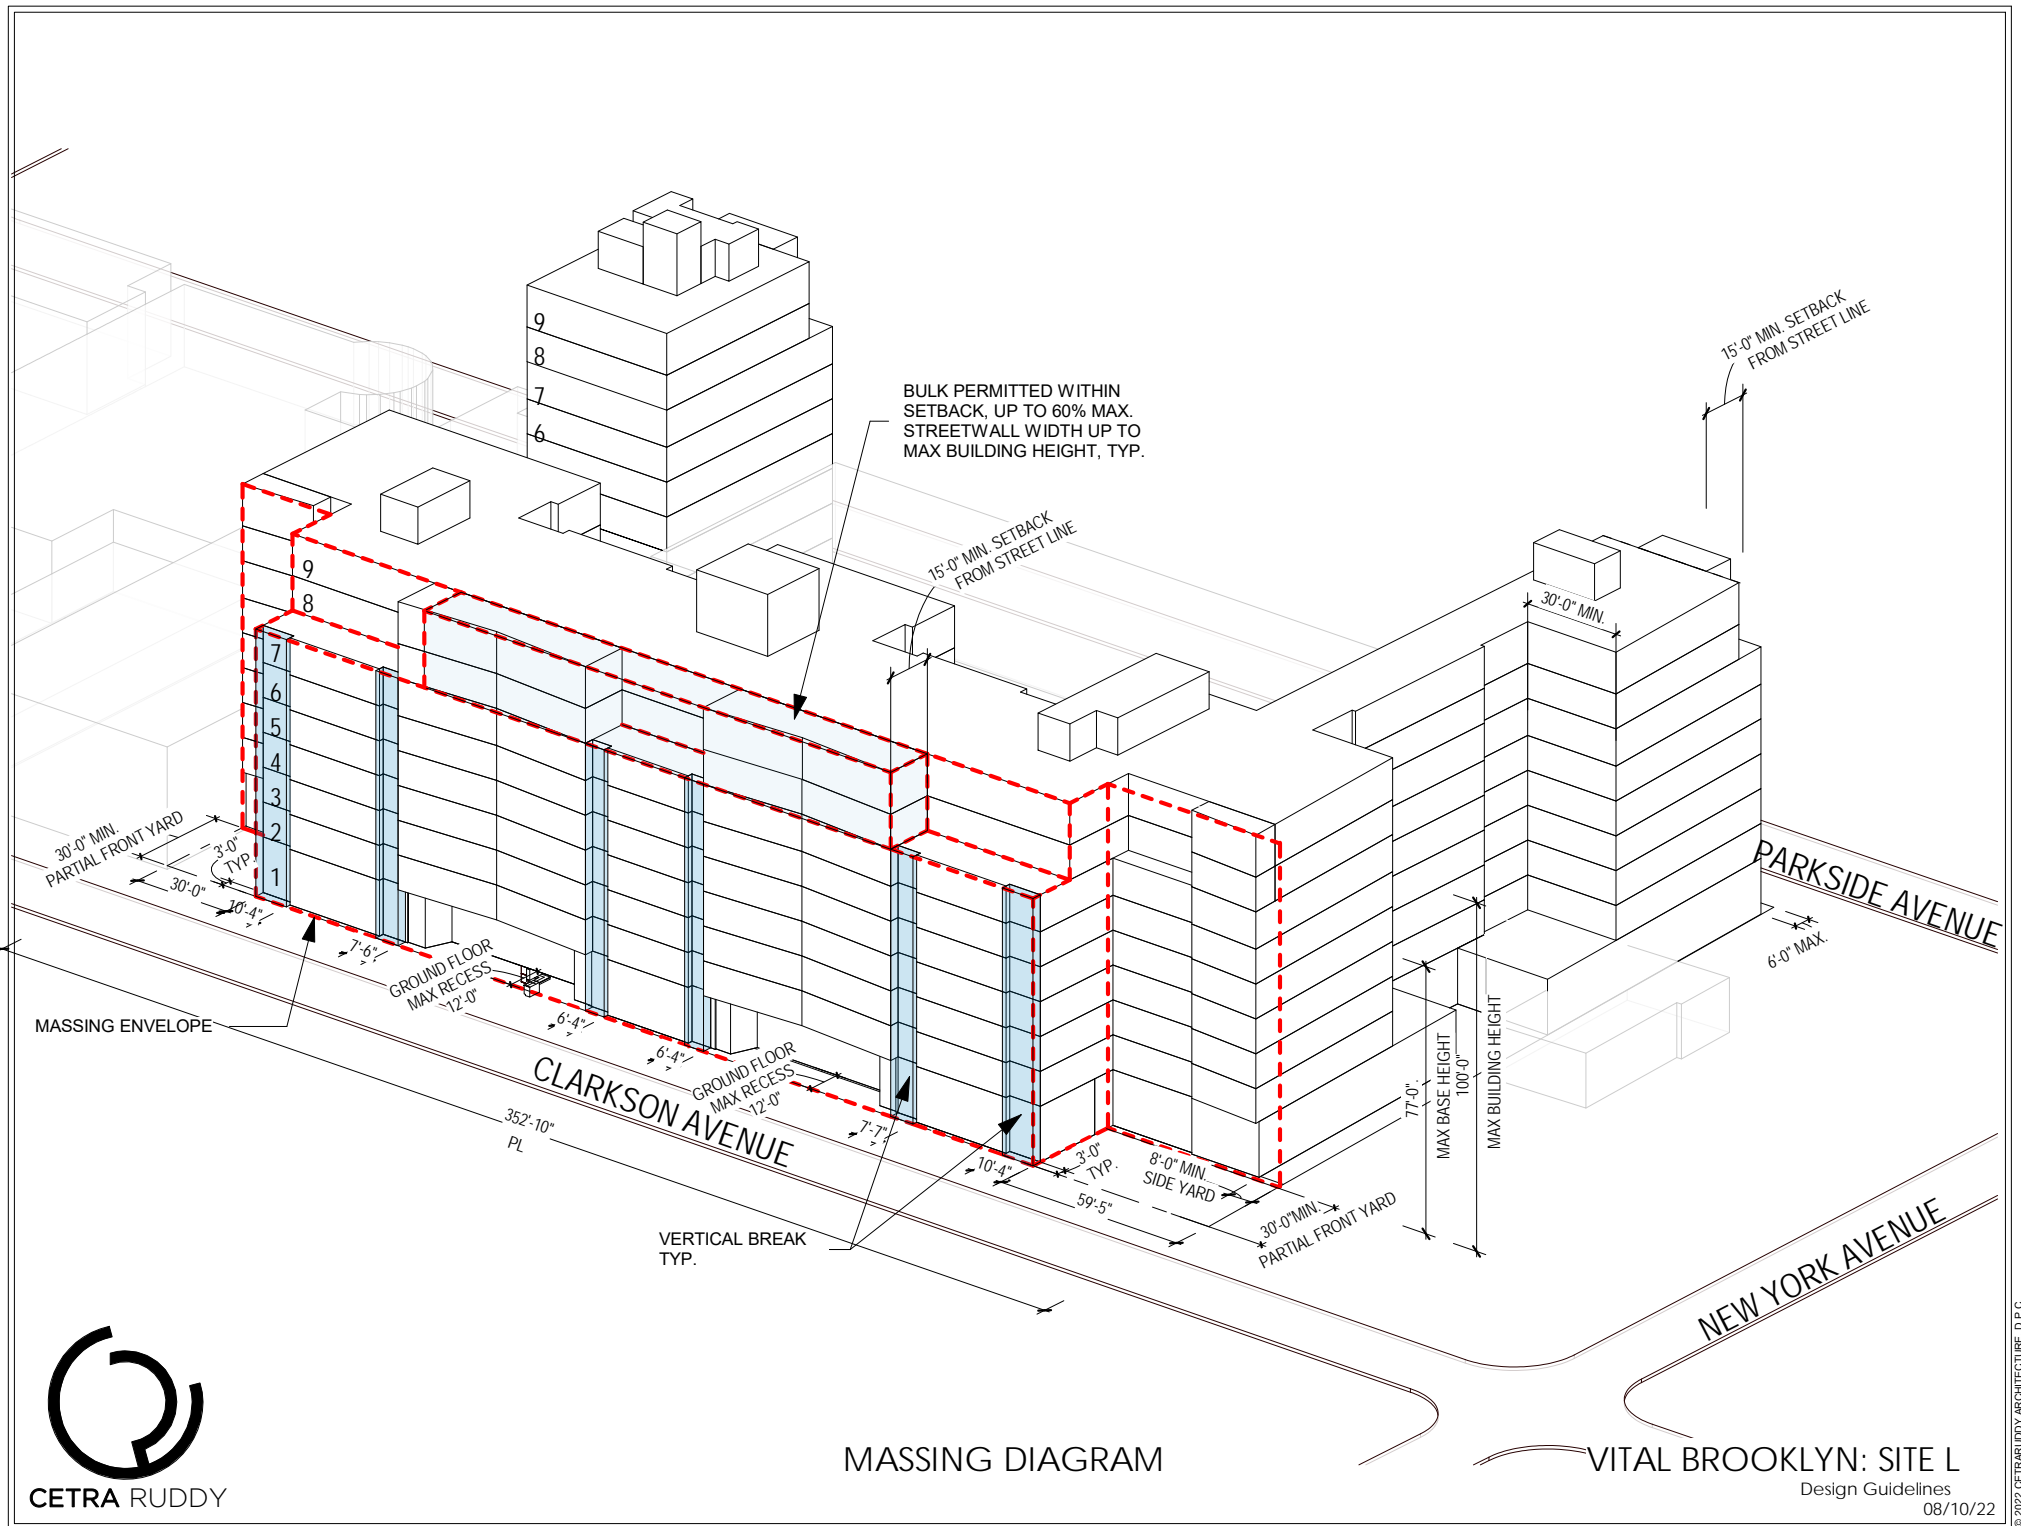 9
8
7
6
BULK PERMITTED WITHIN
SETBACK, UP TO 60% MAX.
STREETWALL WIDTH UP TO
MAX BUILDING HEIGHT, TYP.
15'-0" MIN. SETBACK
FROM STREET LINE
15'-0" MIN. SETBACK
FROM STREET LINE
30'-0" MIN.
9
8
7
6
5
4
3
2
1
30'-0" MIN.
PARTIAL FRONT YARD
3'-0"
TYP.
30'-0"
10'-4"
7'-6"
GROUND FLOOR
MAX RECESS
12'-0"
6'-4"
6'-4"
GROUND FLOOR
MAX RECESS
12'-0"
7'-7"
10'-4"
3'-0"
TYP.
8'-0" MIN.
SIDE YARD
59'-5"
30'-0"MIN.
PARTIAL FRONT YARD
77'-0"
MAX BASE HEIGHT
100'-0"
MAX BUILDING HEIGHT
6'-0" MAX.
PARKSIDE AVENUE
NEW YORK AVENUE
CLARKSON AVENUE
352'-10"
PL
MASSING ENVELOPE
VERTICAL BREAK
TYP.
CETRA RUDDY
MASSING DIAGRAM
VITAL BROOKLYN: SITE L
Design Guidelines
08/10/22
© 2022 CETRARUDDY ARCHITECTURE, D.P.C.